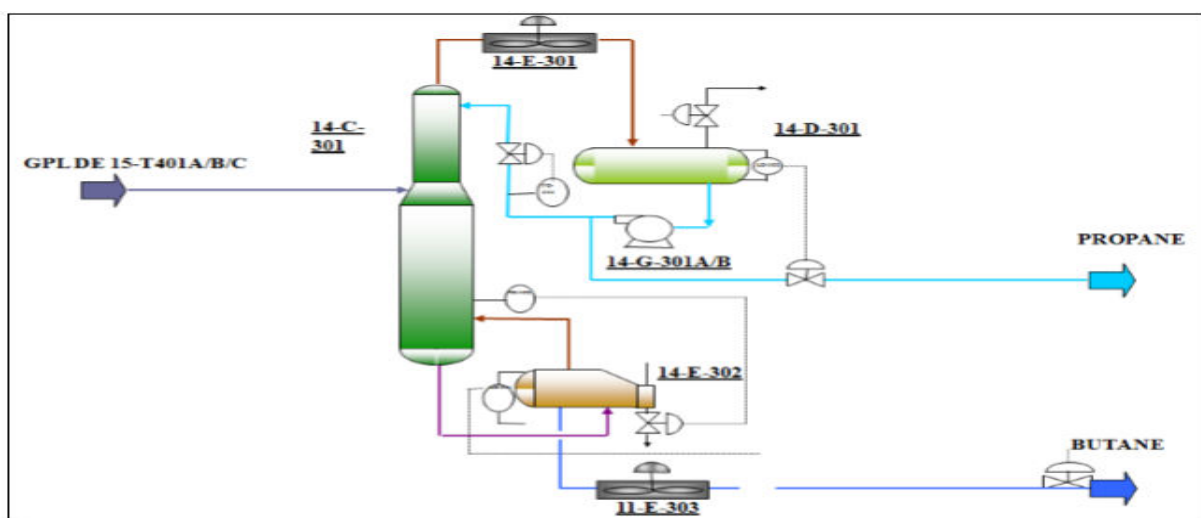 14-E-301
14-C-
301
14-D-301
GPL DE 15-T401A/B/C
14-G-301A/B
PROPANE
14-E-302
BUTANE
11-E-303